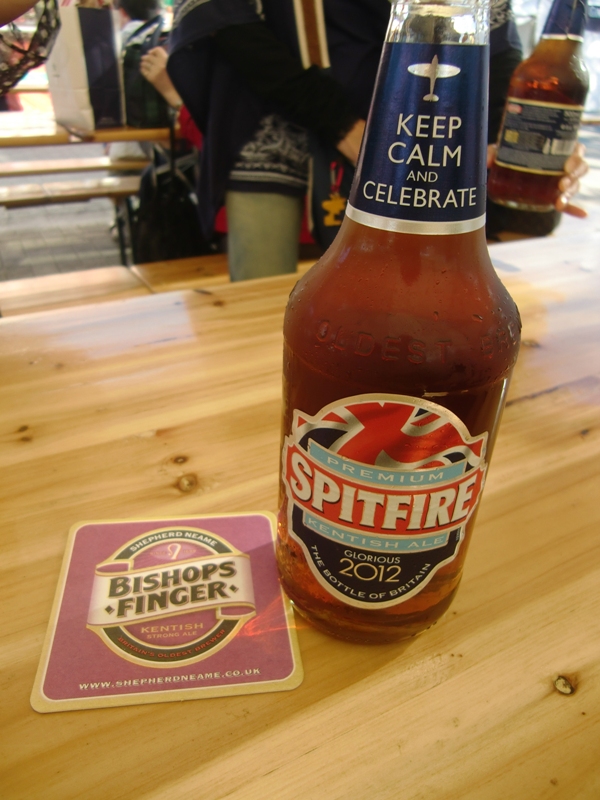 KEEP
CALM
AND
CELEBRATE
OLDEST
PREMIUM
SPITFIRE
KENTISH ALE
GLORIOUS
2012
THE BOTTLE OF BRITAIN
SHEPHERD NEAME
BISHOPS
FINGER
KENTISH
STRONG ALE
BRITAIN'S OLDEST BREWER
WWW.SHEPHERDNEAME.CO.UK